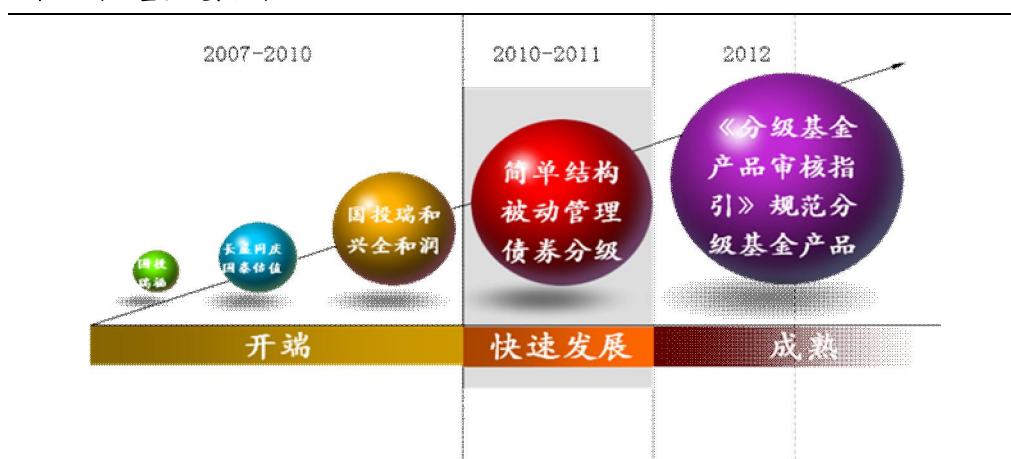 2007-2010
2010-2011
2012
国投
瑞福
长盛同庆
国泰估值
国投瑞和
兴全和润
简单结构
被动管理
债券分级
《分级基金
产品审核指
引》规范分
级基金产品
开端
快速发展
成熟